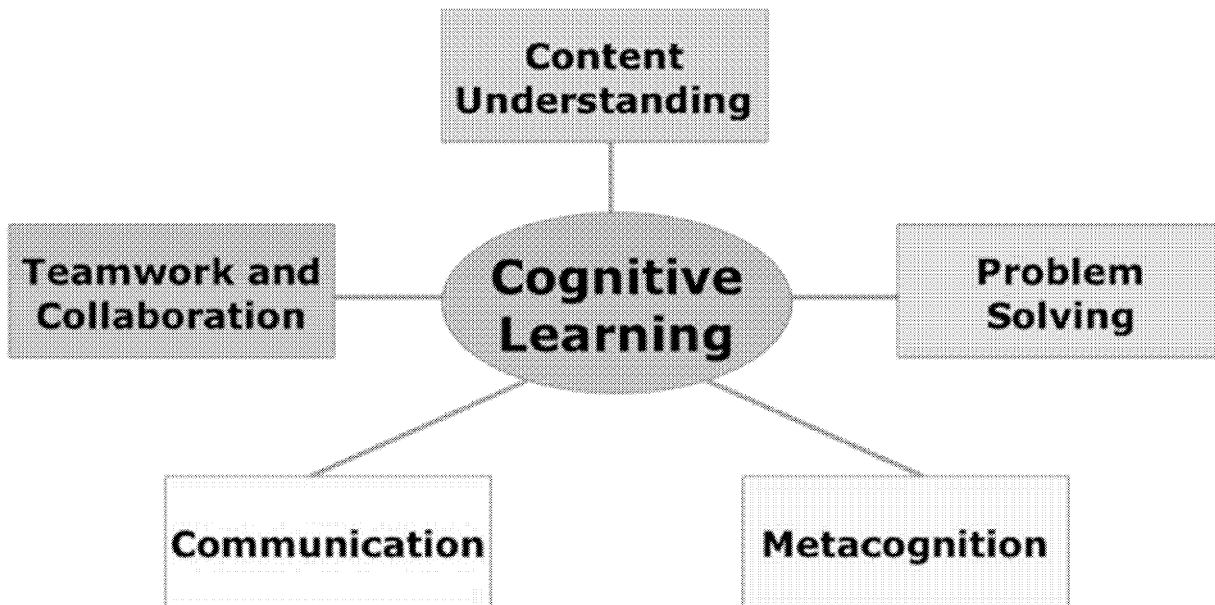 Content
Understanding
Teamwork and
Collaboration
Cognitive
Learning
Problem
Solving
Communication
Metacognition